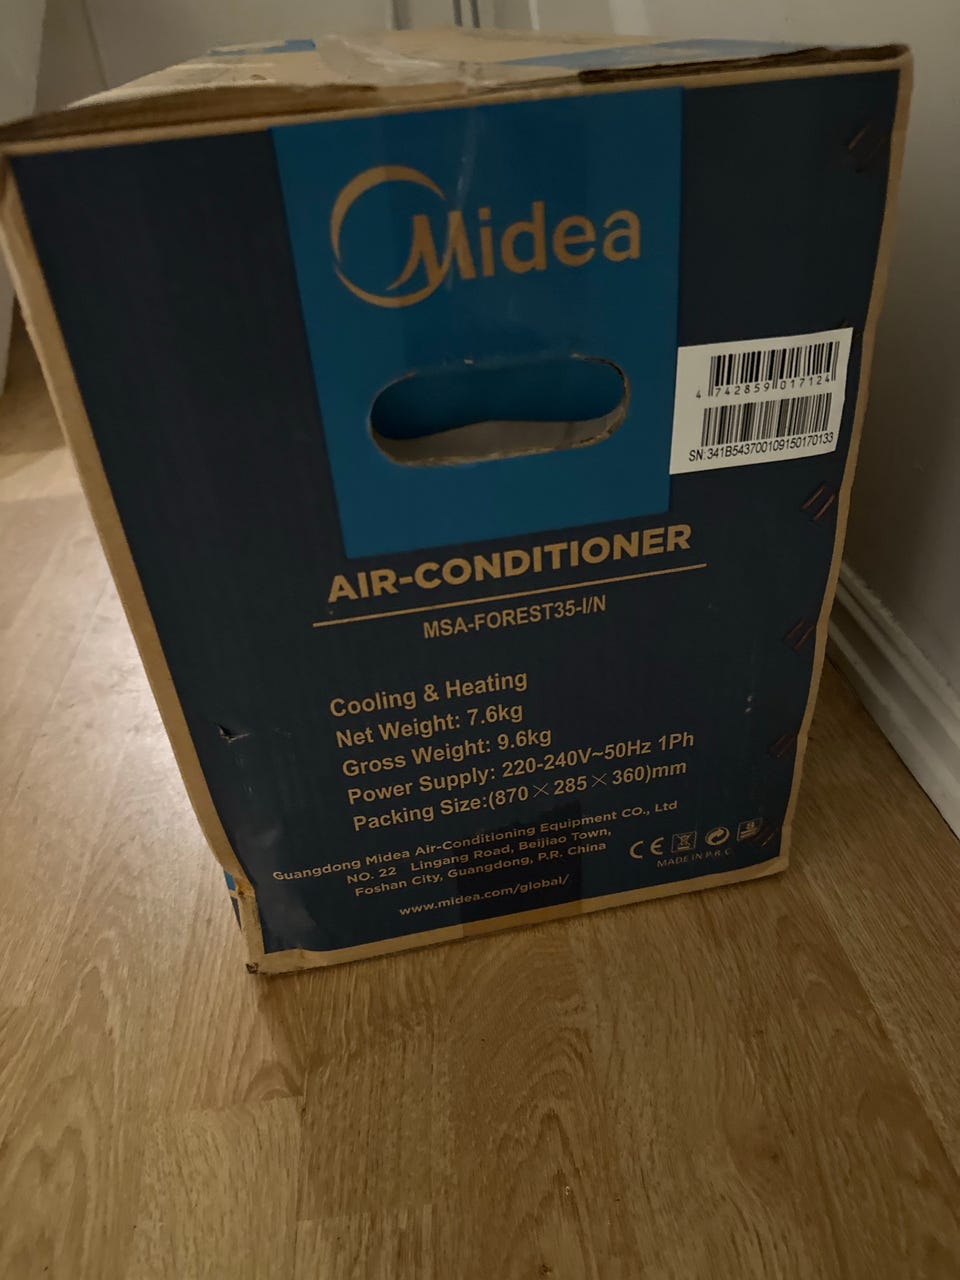 Midea
4 742859 017124
SN:341B543700109150170133
AIR-CONDITIONER
MSA-FOREST35-I/N
Cooling & Heating
Net Weight: 7.6kg
Gross Weight: 9.6kg
Power Supply: 220-240V~50Hz 1Ph
Packing Size:(870×285×360)mm
Guangdong Midea Air-Conditioning Equipment CO., Ltd
NO. 22 Lingang Road, Beijiao Town,
Foshan City, Guangdong, P.R. China
www.midea.com/global/
CE
MADE IN P.R.C